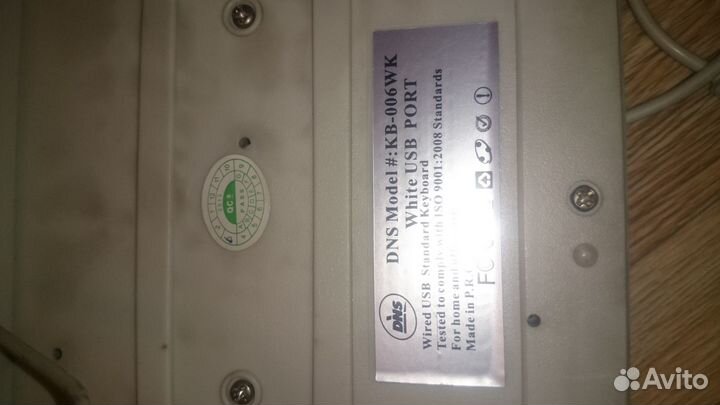 DNS Model #:KB-006WK
White USB PORT
Wired USB Standard Keyboard
Tested to comply with ISO 9001:2008 Standards
For home and
Made in P.R.C
FC
DNS
QC
PASS
Avito